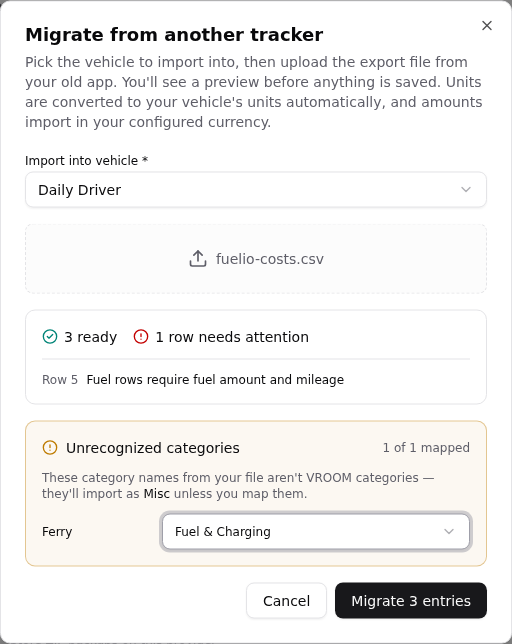 Migrate from another tracker
Pick the vehicle to import into, then upload the export file from
your old app. You'll see a preview before anything is saved. Units
are converted to your vehicle's units automatically, and amounts
import in your configured currency.
Import into vehicle *
Daily Driver
fuelio-costs.csv
3 ready 1 row needs attention
Row 5 Fuel rows require fuel amount and mileage
Unrecognized categories 1 of 1 mapped
These category names from your file aren't VROOM categories —
they'll import as Misc unless you map them.
Ferry Fuel & Charging
Cancel Migrate 3 entries